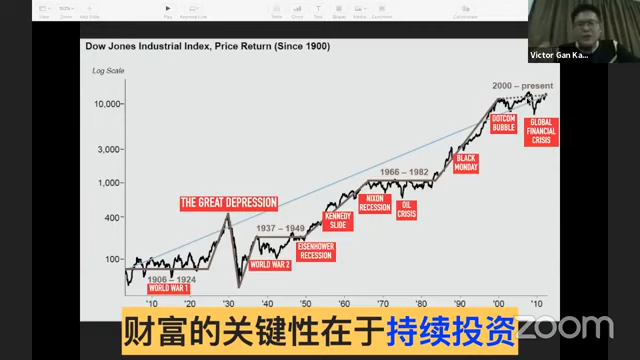 Victor Gan Ka...
Dow Jones Industrial Index, Price Return (Since 1900)
Log Scale
2000 – present
10,000
DOTCOM
BUBBLE
GLOBAL
FINANCIAL
CRISIS
3,000
BLACK
MONDAY
1966 – 1982
1,000
NIXON
RECESSION
OIL
CRISIS
THE GREAT DEPRESSION
400
KENNEDY
SLIDE
1937 – 1949
EISENHOWER
RECESSION
100
WORLD WAR 2
1906 – 1924
WORLD WAR 1
'10 '20 '30 '40 '50 '60 '70 '80 '90 '00 '10
财富的关键性在于持续投资
zoom